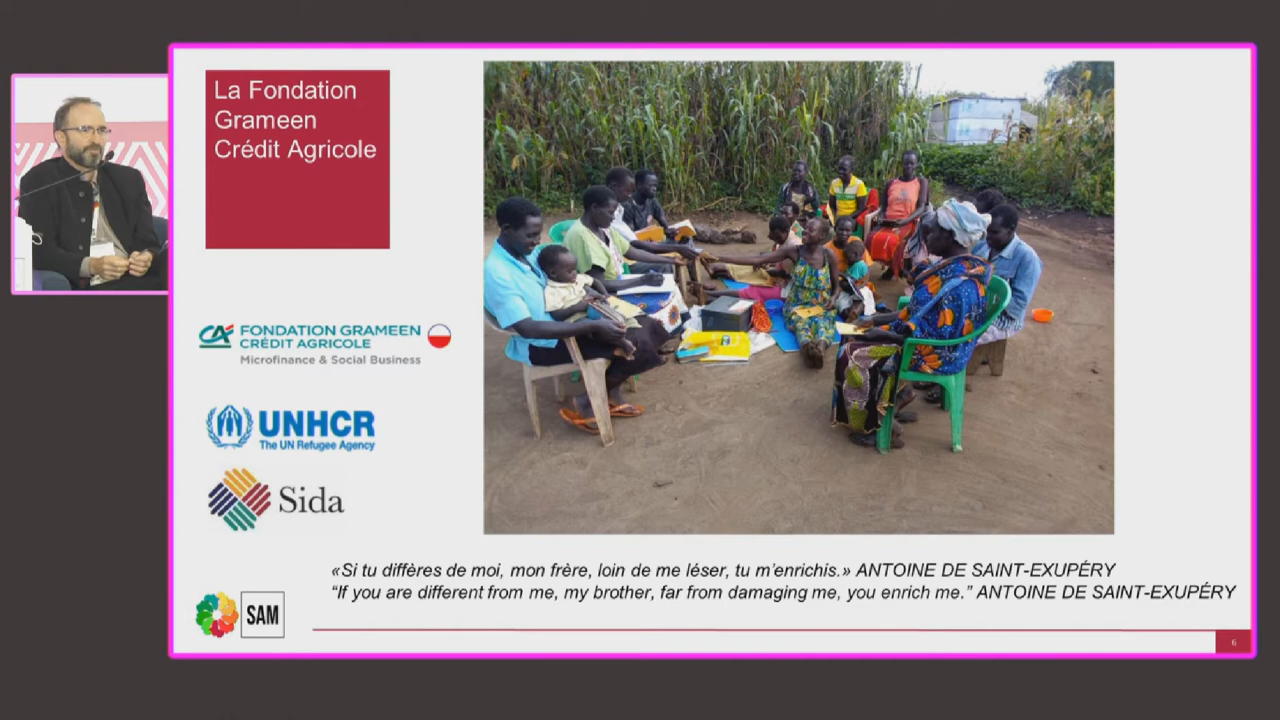 La Fondation
Grameen
Crédit Agricole
FONDATION GRAMEEN
CRÉDIT AGRICOLE
Microfinance & Social Business
UNHCR
The UN Refugee Agency
Sida
«Si tu diffères de moi, mon frère, loin de me léser, tu m’enrichis.» ANTOINE DE SAINT-EXUPÉRY
“If you are different from me, my brother, far from damaging me, you enrich me.” ANTOINE DE SAINT-EXUPÉRY
SAM
6